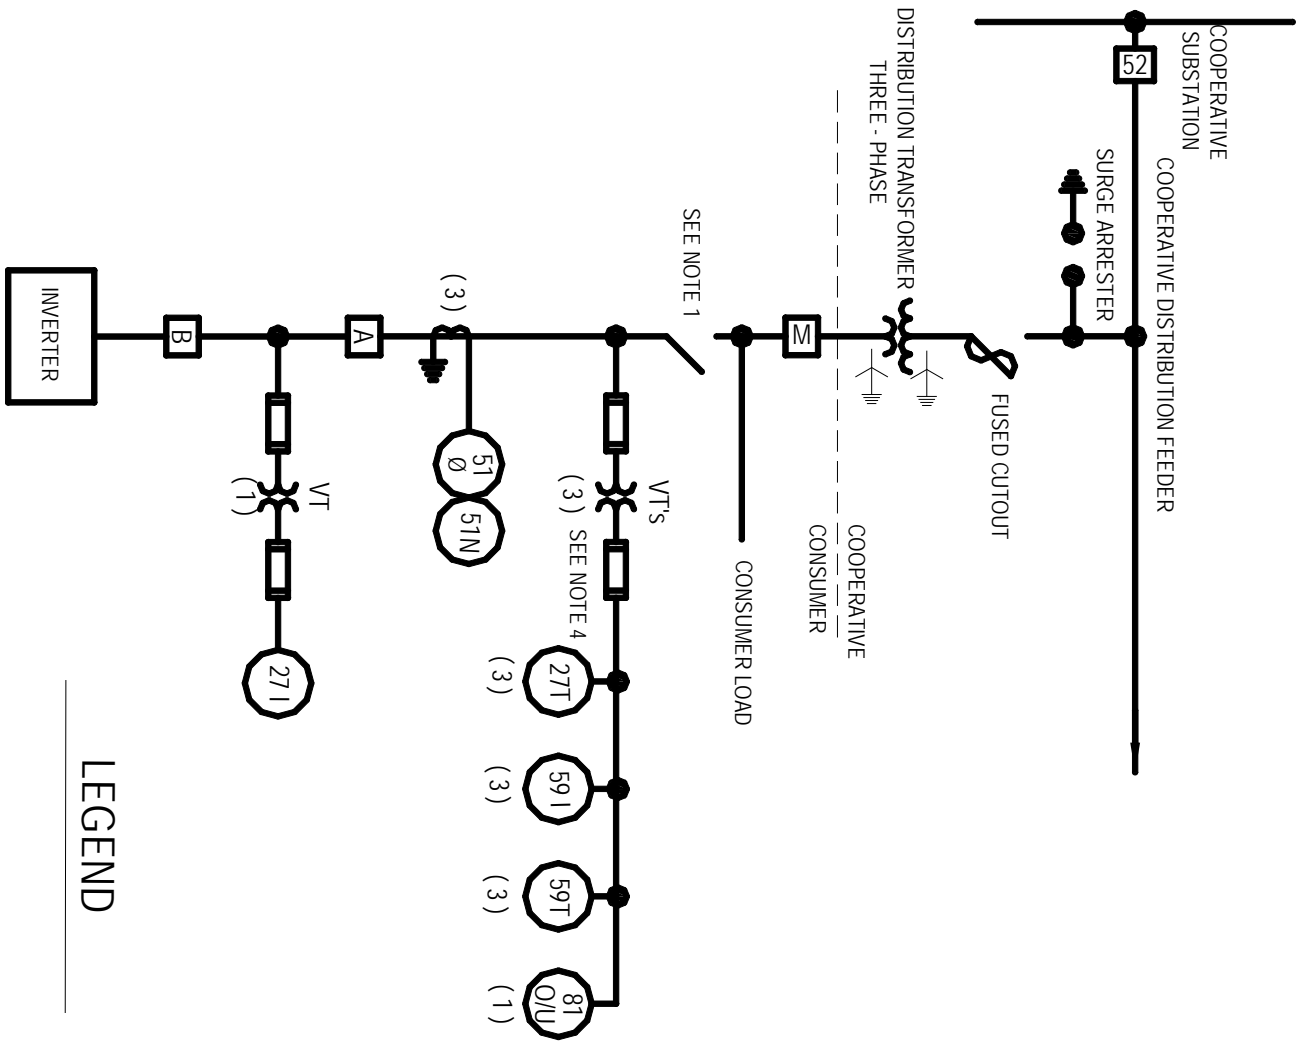 COOPERATIVE
SUBSTATION
52
COOPERATIVE DISTRIBUTION FEEDER
SURGE ARRESTER
FUSED CUTOUT
DISTRIBUTION TRANSFORMER
THREE - PHASE
COOPERATIVE
CONSUMER
M
CONSUMER LOAD
SEE NOTE 1
VT's
( 3 )
SEE NOTE 4
27T
( 3 )
59 I
( 3 )
59T
( 3 )
81
O/U
( 1 )
( 3 )
51
Ø
51N
A
VT
( 1 )
27 I
B
INVERTER
LEGEND